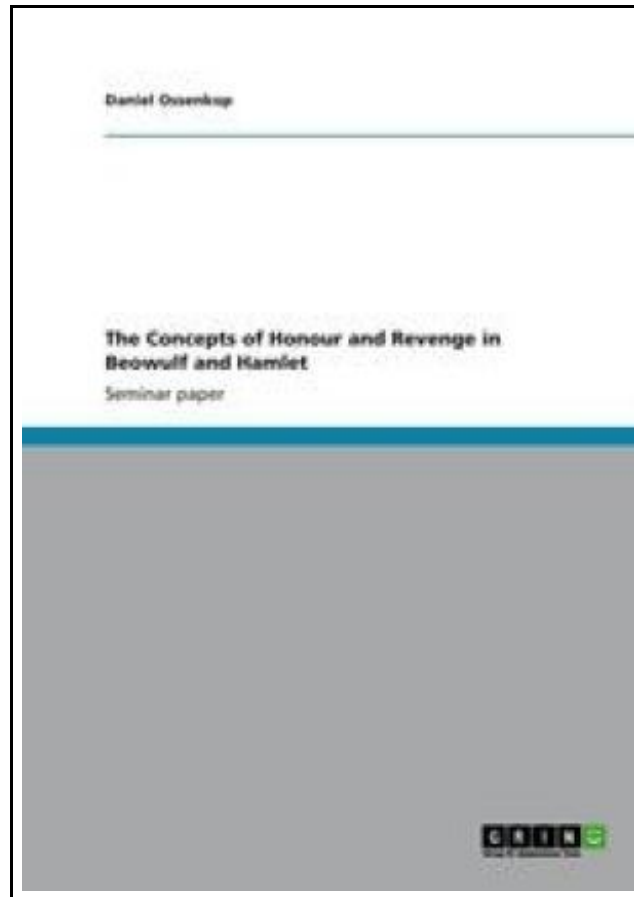 Daniel Ossenkop
The Concepts of Honour and Revenge in
Beowulf and Hamlet
Seminar paper
GRIN